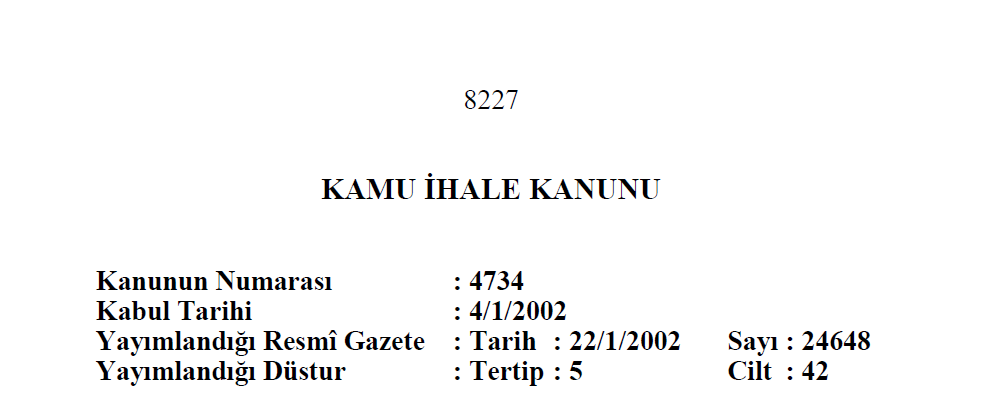 8227
KAMU İHALE KANUNU
Kanunun Numarası : 4734
Kabul Tarihi : 4/1/2002
Yayımlandığı Resmî Gazete : Tarih : 22/1/2002 Sayı : 24648
Yayımlandığı Düstur : Tertip : 5 Cilt : 42